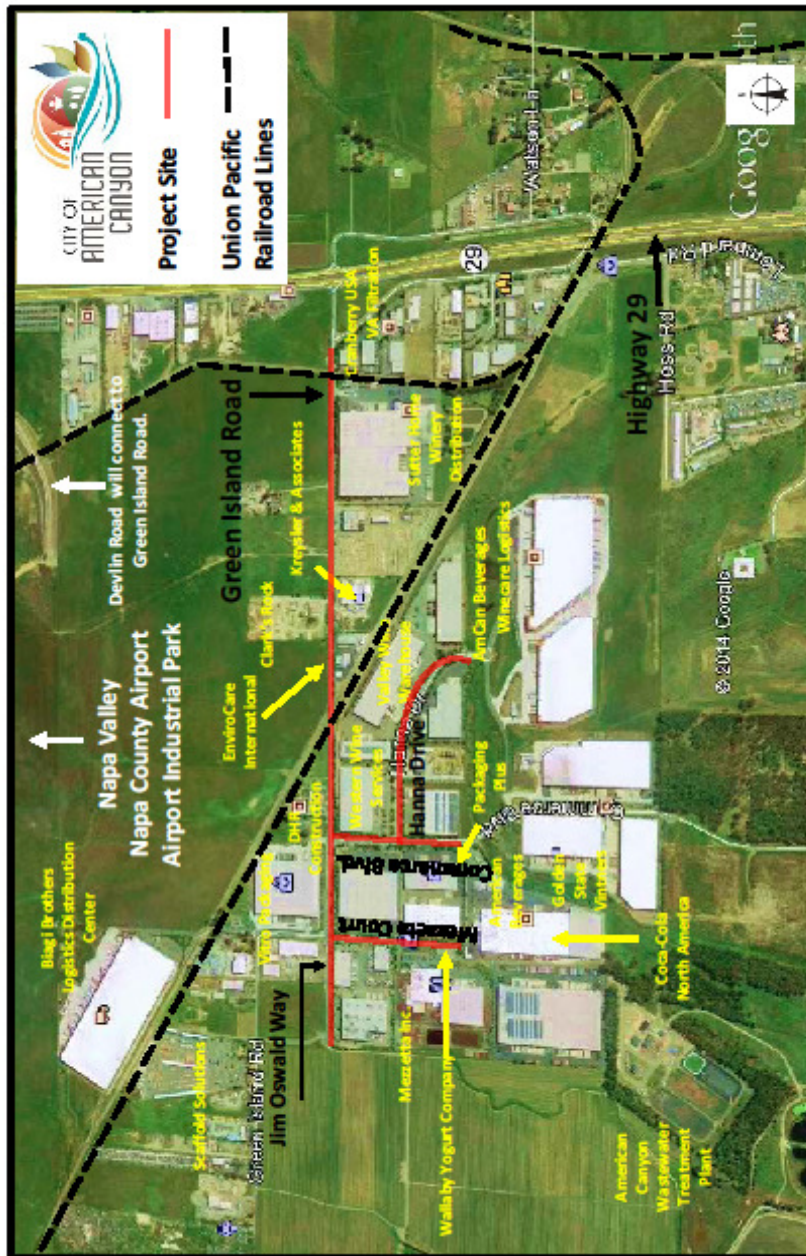 CITY OF
AMERICAN
CANYON
Project Site
Union Pacific
Railroad Lines
Devlin Road will connect to
Green Island Road.
Napa Valley
Napa County Airport
Airport Industrial Park
Biagi Brothers
Logistics Distribution
Center
Scaffold Solutions
Green Island Rd
Jim Oswald Way
DHF
Construction
EnviroCare
International
Clark's Rock
Kreysler & Associates
Green Island Road
Cranberry USA
VA Filtration
29
Watson Ln
Sutter Home
Winery
Distribution
Western Wine
Services
Valley Wine
Warehouse
Hanna Drive
AmCan Beverages
Winecare Logistics
Commerce Blvd.
Mezzetta Court
Packaging
Plus
American
Beverages
Golden
State
Vintners
Mezzetta Inc.
Wallaby Yogurt Company
Coca-Cola
North America
American
Canyon
Wastewater
Treatment
Plant
Highway 29
Lombard Rd
© 2014 Google
Google